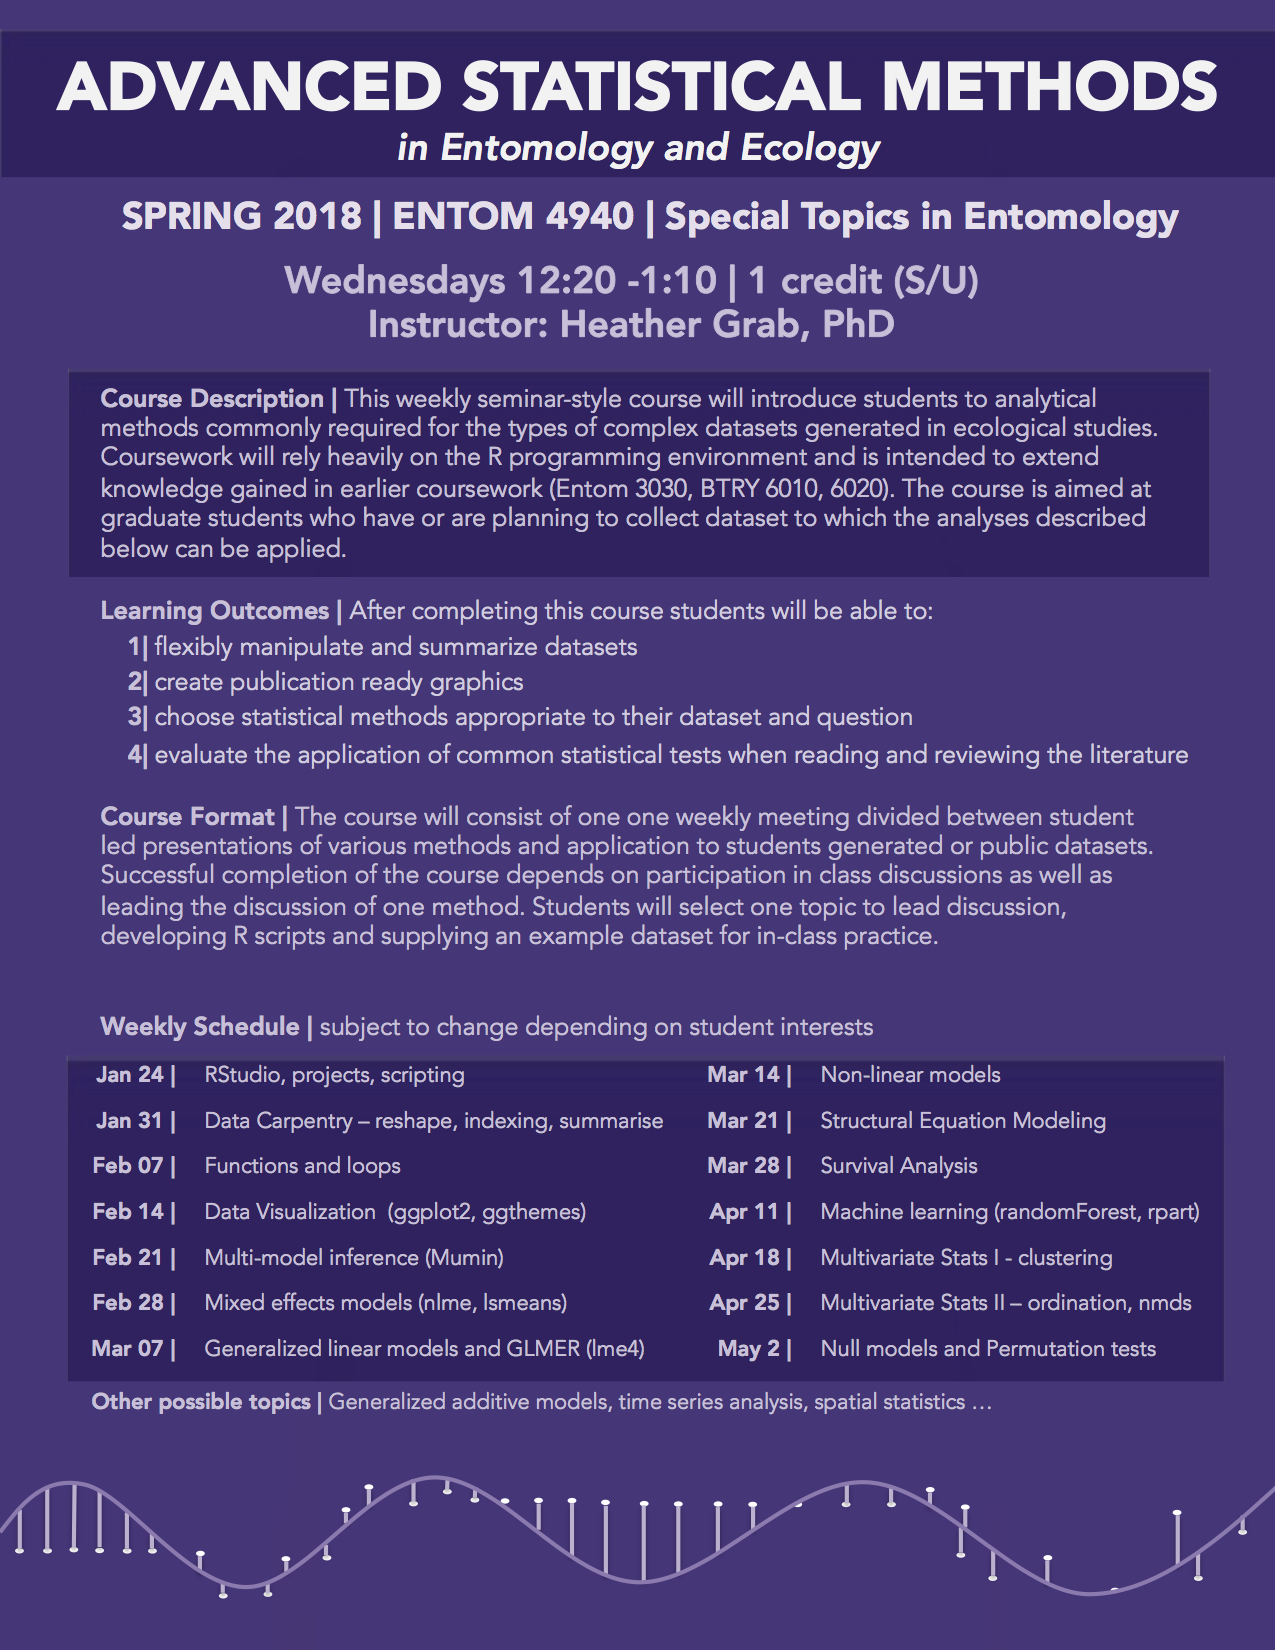 ADVANCED STATISTICAL METHODS
in Entomology and Ecology
SPRING 2018 | ENTOM 4940 | Special Topics in Entomology
Wednesdays 12:20 -1:10 | 1 credit (S/U)
Instructor: Heather Grab, PhD
Course Description | This weekly seminar-style course will introduce students to analytical
methods commonly required for the types of complex datasets generated in ecological studies.
Coursework will rely heavily on the R programming environment and is intended to extend
knowledge gained in earlier coursework (Entom 3030, BTRY 6010, 6020). The course is aimed at
graduate students who have or are planning to collect dataset to which the analyses described
below can be applied.
Learning Outcomes | After completing this course students will be able to:
1| flexibly manipulate and summarize datasets
2| create publication ready graphics
3| choose statistical methods appropriate to their dataset and question
4| evaluate the application of common statistical tests when reading and reviewing the literature
Course Format | The course will consist of one one weekly meeting divided between student
led presentations of various methods and application to students generated or public datasets.
Successful completion of the course depends on participation in class discussions as well as
leading the discussion of one method. Students will select one topic to lead discussion,
developing R scripts and supplying an example dataset for in-class practice.
Weekly Schedule | subject to change depending on student interests
Jan 24 | RStudio, projects, scripting
Jan 31 | Data Carpentry – reshape, indexing, summarise
Feb 07 | Functions and loops
Feb 14 | Data Visualization (ggplot2, ggthemes)
Feb 21 | Multi-model inference (Mumin)
Feb 28 | Mixed effects models (nlme, lsmeans)
Mar 07 | Generalized linear models and GLMER (lme4)
Mar 14 | Non-linear models
Mar 21 | Structural Equation Modeling
Mar 28 | Survival Analysis
Apr 11 | Machine learning (randomForest, rpart)
Apr 18 | Multivariate Stats I - clustering
Apr 25 | Multivariate Stats II – ordination, nmds
May 2 | Null models and Permutation tests
Other possible topics | Generalized additive models, time series analysis, spatial statistics …